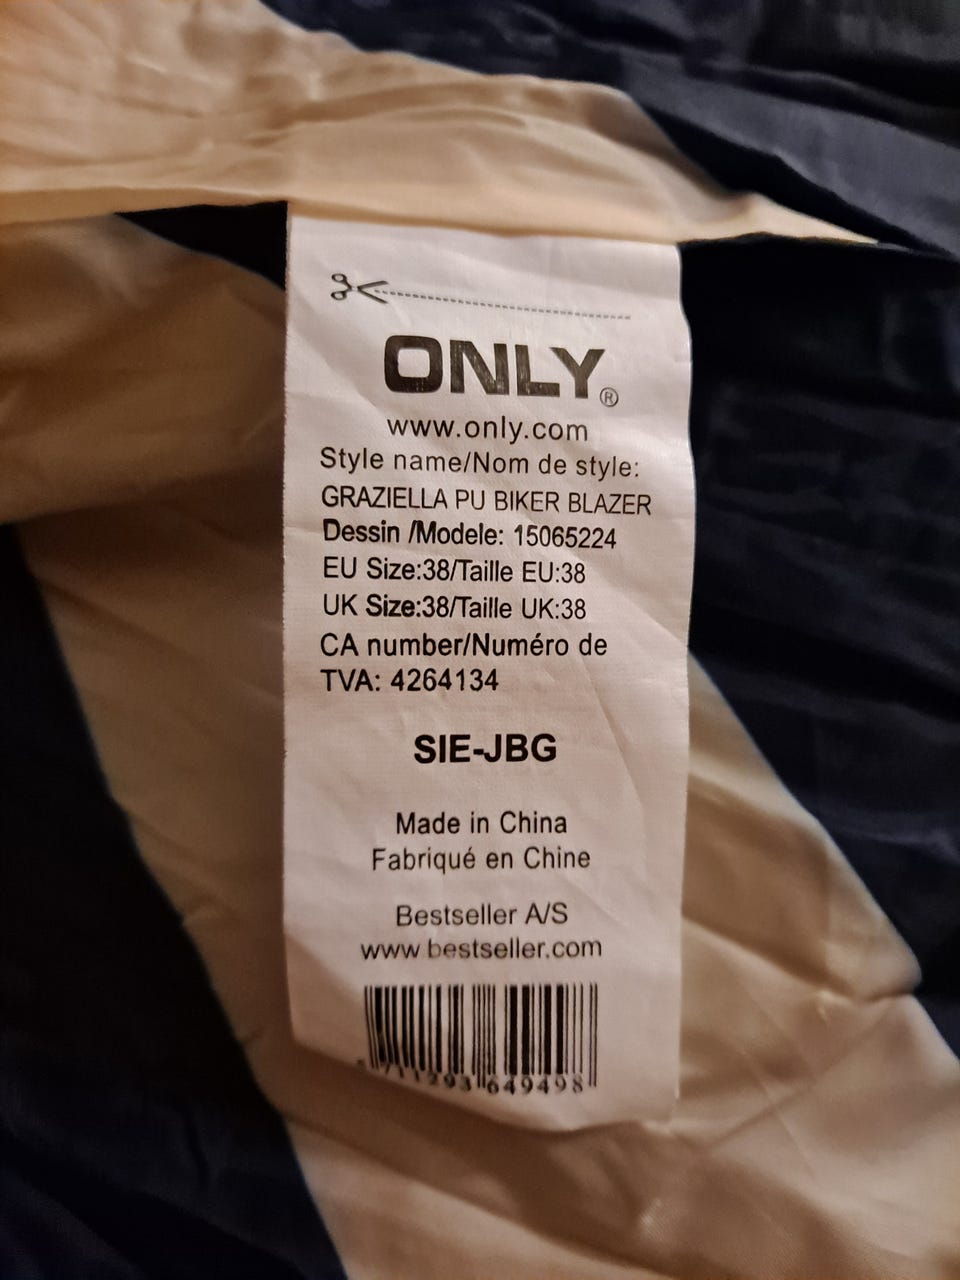 ONLY®
www.only.com
Style name/Nom de style:
GRAZIELLA PU BIKER BLAZER
Dessin /Modele: 15065224
EU Size:38/Taille EU:38
UK Size:38/Taille UK:38
CA number/Numéro de
TVA: 4264134
SIE-JBG
Made in China
Fabriqué en Chine
Bestseller A/S
www.bestseller.com
649498